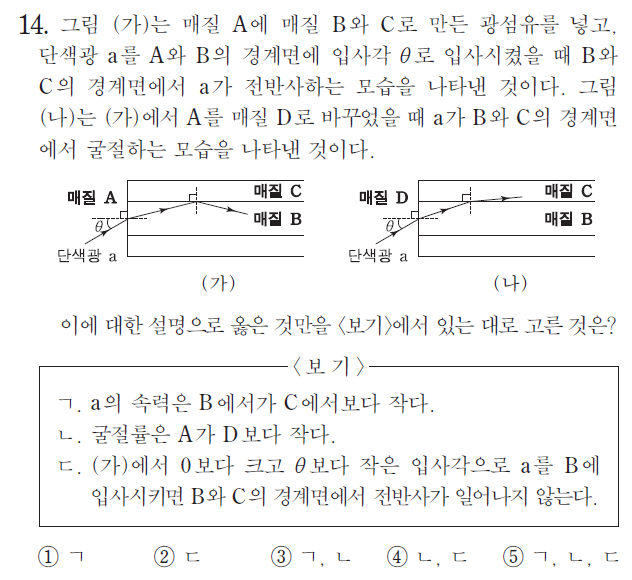 14. 그림 (가)는 매질 A에 매질 B와 C로 만든 광섬유를 넣고,
단색광 a를 A와 B의 경계면에 입사각 θ로 입사시켰을 때 B와
C의 경계면에서 a가 전반사하는 모습을 나타낸 것이다. 그림
(나)는 (가)에서 A를 매질 D로 바꾸었을 때 a가 B와 C의 경계면
에서 굴절하는 모습을 나타낸 것이다.
매질 A 매질 C 매질 D 매질 C
θ 매질 B θ 매질 B
단색광 a 단색광 a
(가) (나)
이에 대한 설명으로 옳은 것만을 〈보기〉에서 있는 대로 고른 것은?
〈보 기〉
ㄱ. a의 속력은 B에서가 C에서보다 작다.
ㄴ. 굴절률은 A가 D보다 작다.
ㄷ. (가)에서 0보다 크고 θ보다 작은 입사각으로 a를 B에
입사시키면 B와 C의 경계면에서 전반사가 일어나지 않는다.
① ㄱ ② ㄷ ③ ㄱ, ㄴ ④ ㄴ, ㄷ ⑤ ㄱ, ㄴ, ㄷ